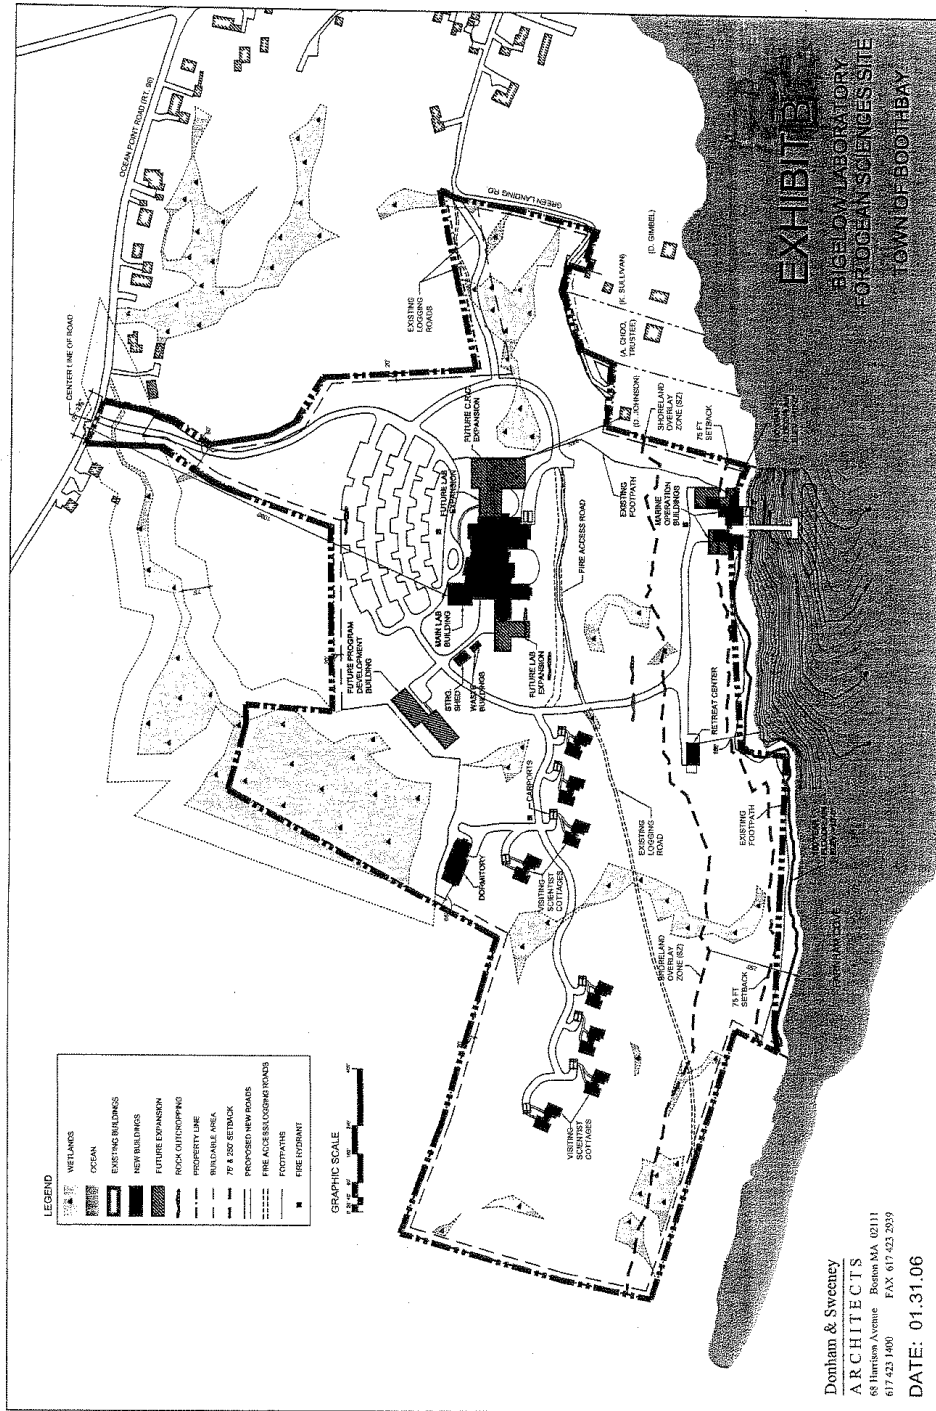 LEGEND
WETLANDS
OCEAN
EXISTING BUILDINGS
NEW BUILDINGS
FUTURE EXPANSION
ROCK OUTCROPPING
PROPERTY LINE
BUILDABLE AREA
75' & 250' SETBACK
PROPOSED NEW ROADS
FIRE ACCESS/LOGGING ROADS
FOOTPATHS
FIRE HYDRANT
GRAPHIC SCALE
CENTER LINE OF ROAD
OCEAN POINT ROAD (RT. 96)
EXISTING
LOGGING
ROADS
GREEN LANDING RD.
FUTURE PROGRAM
DEVELOPMENT
BUILDING
MAIN LAB
BUILDING
FUTURE LAB
EXPANSION
FUTURE C.R.C.
EXPANSION
STRG.
SHED
WASTE
BUILDINGS
FUTURE LAB
EXPANSION
FIRE ACCESS ROAD
(D. JOHNSON)
(A. CHOO,
TRUSTEE)
(K. SULLIVAN)
(D. GIMBEL)
SHORELAND
OVERLAY
ZONE (SZ)
75 FT
SETBACK
EXISTING
FOOTPATH
MARINE
OPERATION
BUILDINGS
DORMITORY
CARPORTS
VISITING
SCIENTIST
COTTAGES
VISITING
SCIENTIST
COTTAGES
EXISTING
LOGGING
ROAD
RETREAT CENTER
SHORELAND
OVERLAY
ZONE (SZ)
75 FT
SETBACK
EXISTING
FOOTPATH
FARNHAM COVE
EXHIBIT B
BIGELOW LABORATORY
FOR OCEAN SCIENCES SITE
TOWN OF BOOTHBAY
Donham & Sweeney
ARCHITECTS
68 Harrison Avenue Boston MA 02111
617 423 1400 FAX 617 423 2939
DATE: 01.31.06